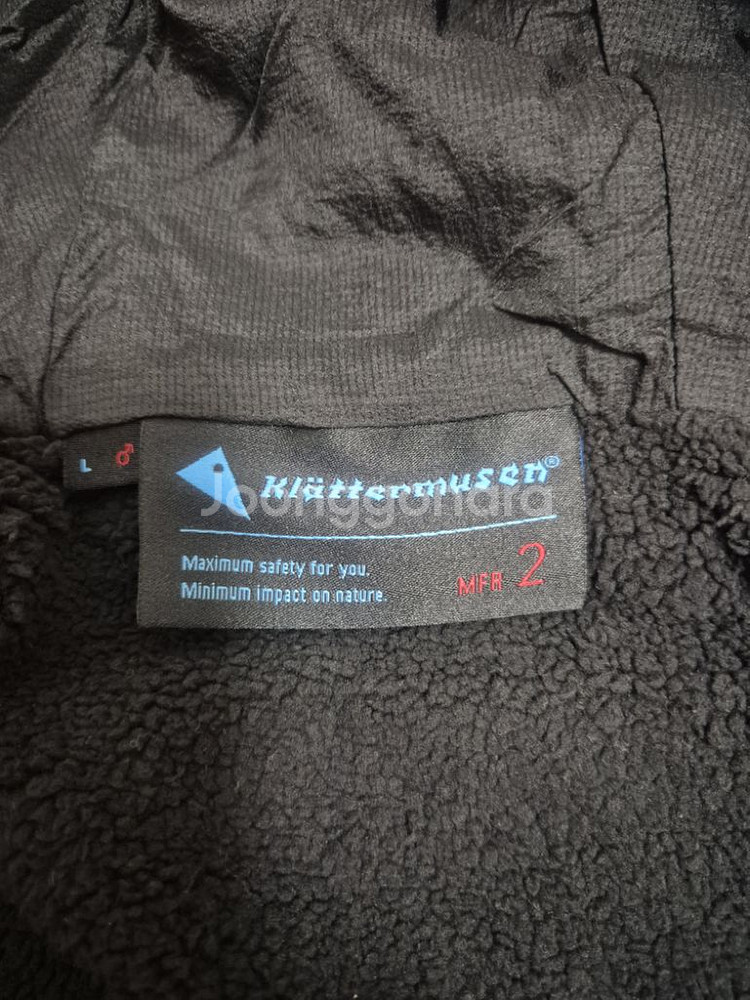 L ♂
Klättermusen®
Joonggonara
Maximum safety for you.
Minimum impact on nature.
MFR 2